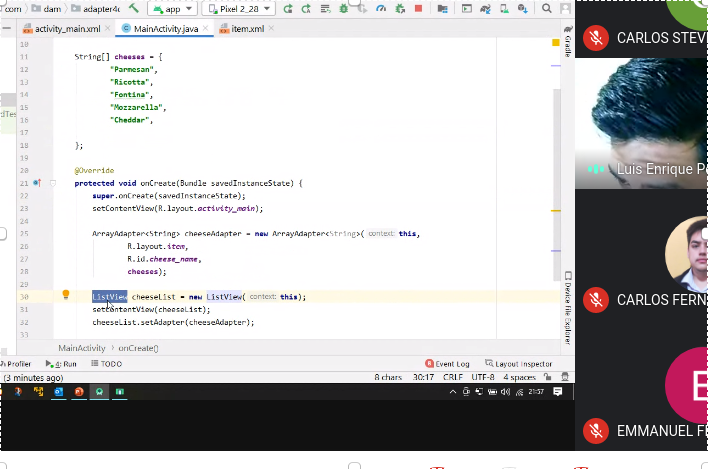 com dam adapter4c app Pixel 2_28
activity_main.xml MainActivity.java item.xml
10
11 String[] cheeses = {
12 "Parmesan",
13 "Ricotta",
14 "Fontina",
15 "Mozzarella",
16 "Cheddar",
17
18 };
19
20 @Override
21 protected void onCreate(Bundle savedInstanceState) {
22 super.onCreate(savedInstanceState);
23 setContentView(R.layout.activity_main);
24
25 ArrayAdapter<String> cheeseAdapter = new ArrayAdapter<String>( context: this,
26 R.layout.item,
27 R.id.cheese_name,
28 cheeses);
29
30 ListView cheeseList = new ListView( context: this);
31 setContentView(cheeseList);
32 cheeseList.setAdapter(cheeseAdapter);
33
MainActivity > onCreate()
Profiler 4: Run TODO Event Log Layout Inspector
(3 minutes ago) 8 chars 30:17 CRLF UTF-8 4 spaces
21:57
Gradle
Device File Explorer
CARLOS STEV
Luis Enrique P
CARLOS FERN
E
EMMANUEL F